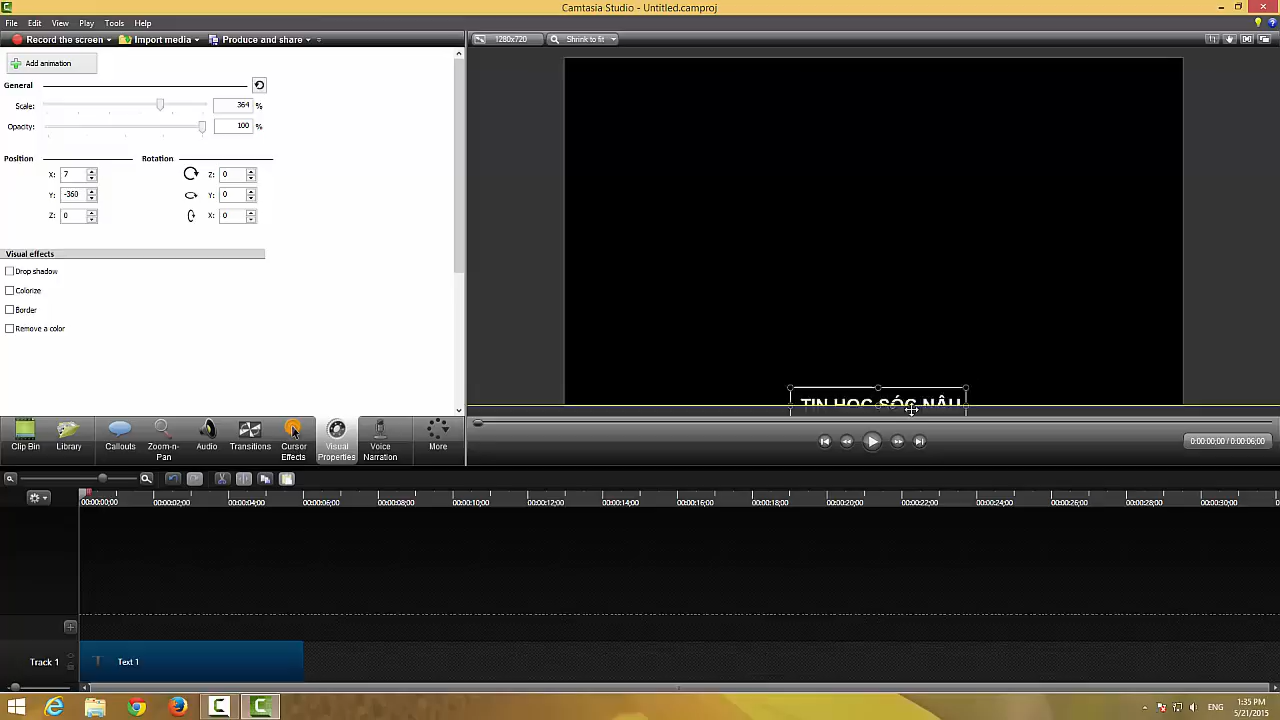 Camtasia Studio - Untitled.camproj
File Edit View Play Tools Help
Record the screen Import media Produce and share
1280x720 Shrink to fit
Add animation
General
Scale: 364 %
Opacity: 100 %
Position Rotation
X: 7 Z: 0
Y: -360 Y: 0
Z: 0 X: 0
Visual effects
Drop shadow
Colorize
Border
Remove a color
TIN HỌC SÓC NÂU
Clip Bin Library Callouts Zoom-n-Pan Audio Transitions Cursor Effects Visual Properties Voice Narration More
0:00:00;00 / 0:00:06;00
00:00:00;00 00:00:02;00 00:00:04;00 00:00:06;00 00:00:08;00 00:00:10;00 00:00:12;00 00:00:14;00 00:00:16;00 00:00:18;00 00:00:20;00 00:00:22;00 00:00:24;00 00:00:26;00 00:00:28;00 00:00:30;00
Track 1 Text 1
ENG 1:35 PM
5/21/2015